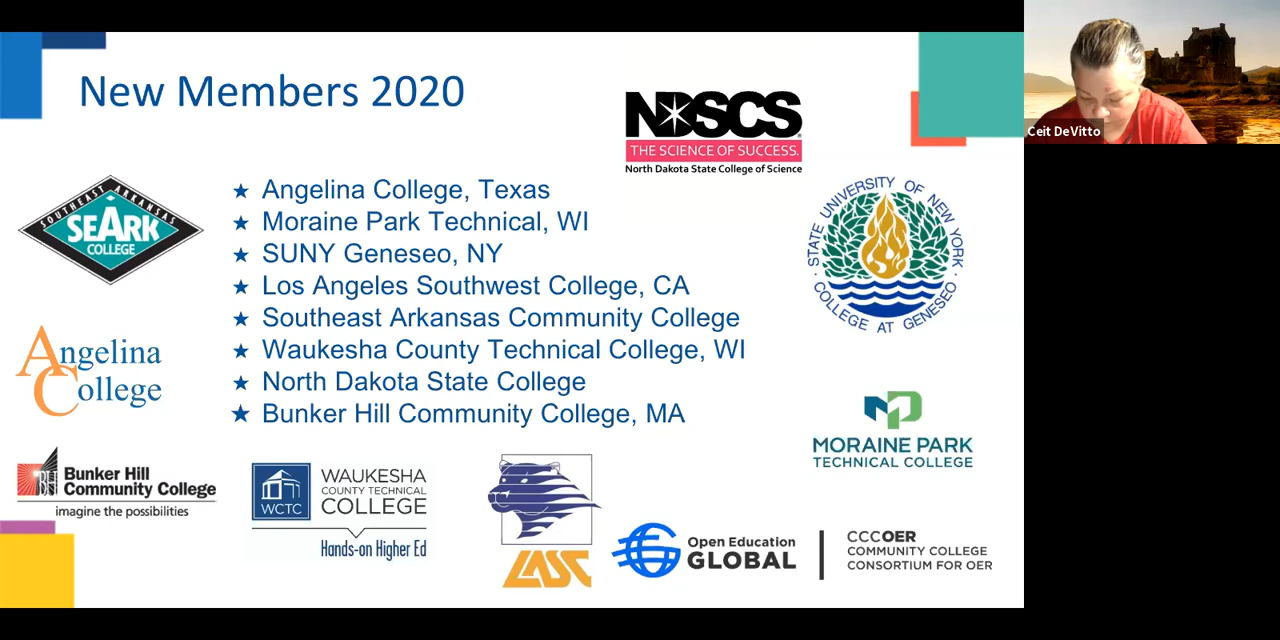 New Members 2020
NDSCS
THE SCIENCE OF SUCCESS.
North Dakota State College of Science
Ceit DeVitto
SOUTHEAST ARKANSAS
SEARK
COLLEGE
★ Angelina College, Texas
★ Moraine Park Technical, WI
★ SUNY Geneseo, NY
★ Los Angeles Southwest College, CA
★ Southeast Arkansas Community College
★ Waukesha County Technical College, WI
★ North Dakota State College
★ Bunker Hill Community College, MA
STATE UNIVERSITY OF NEW YORK
COLLEGE AT GENESEO
Angelina
College
MORAINE PARK
TECHNICAL COLLEGE
Bunker Hill
Community College
imagine the possibilities
WCTC
WAUKESHA
COUNTY TECHNICAL
COLLEGE
Hands-on Higher Ed
LASC
Open Education
GLOBAL
CCCOER
COMMUNITY COLLEGE
CONSORTIUM FOR OER